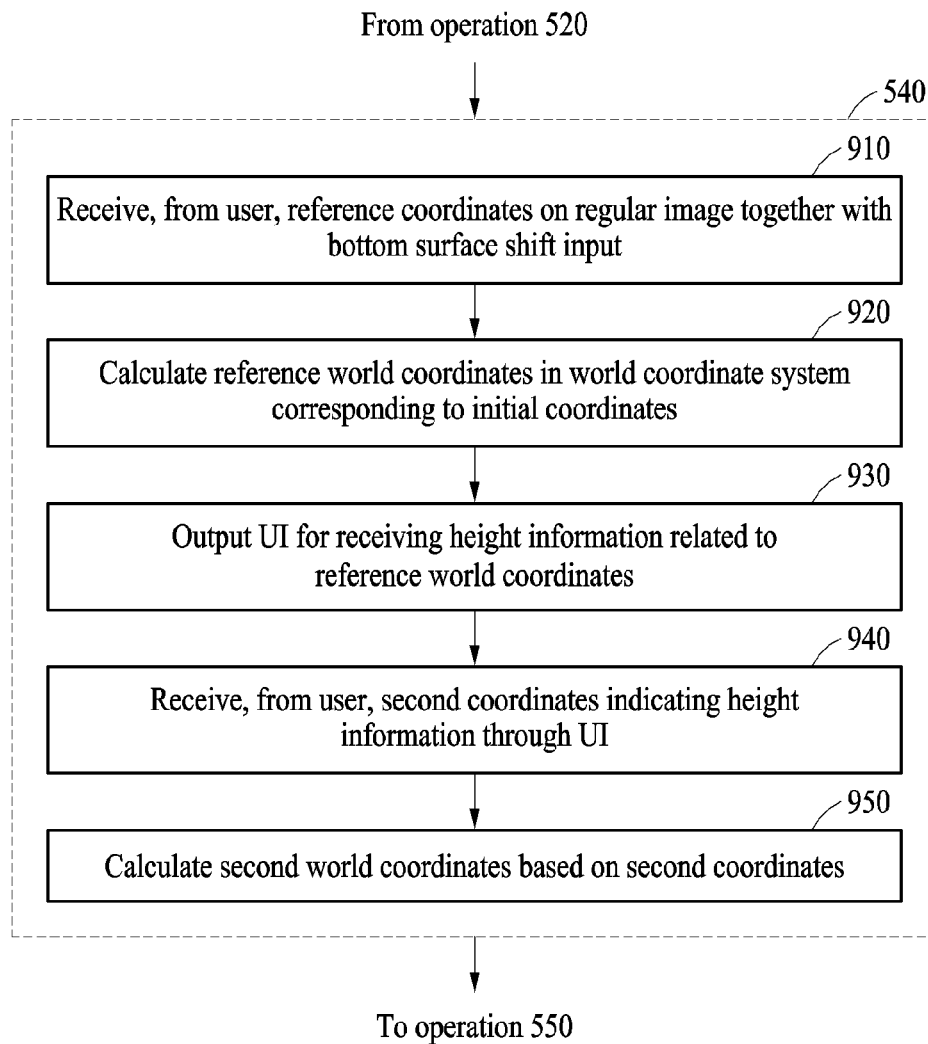 From operation 520
540
910
Receive, from user, reference coordinates on regular image together with
bottom surface shift input
920
Calculate reference world coordinates in world coordinate system
corresponding to initial coordinates
930
Output UI for receiving height information related to
reference world coordinates
940
Receive, from user, second coordinates indicating height
information through UI
950
Calculate second world coordinates based on second coordinates
To operation 550